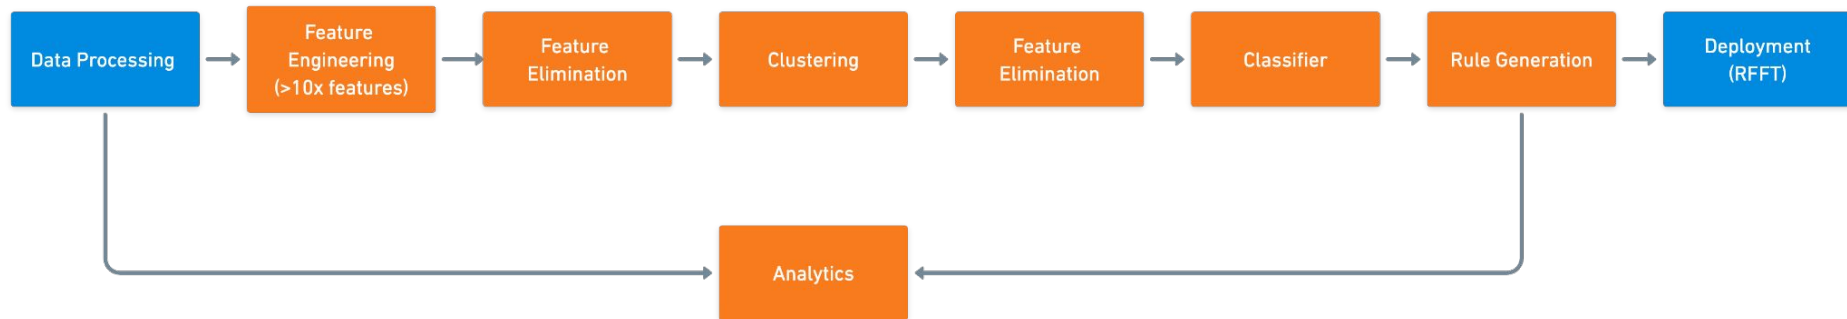 Data Processing
Feature
Engineering
(>10x features)
Feature
Elimination
Clustering
Feature
Elimination
Classifier
Rule Generation
Deployment
(RFFT)
Analytics